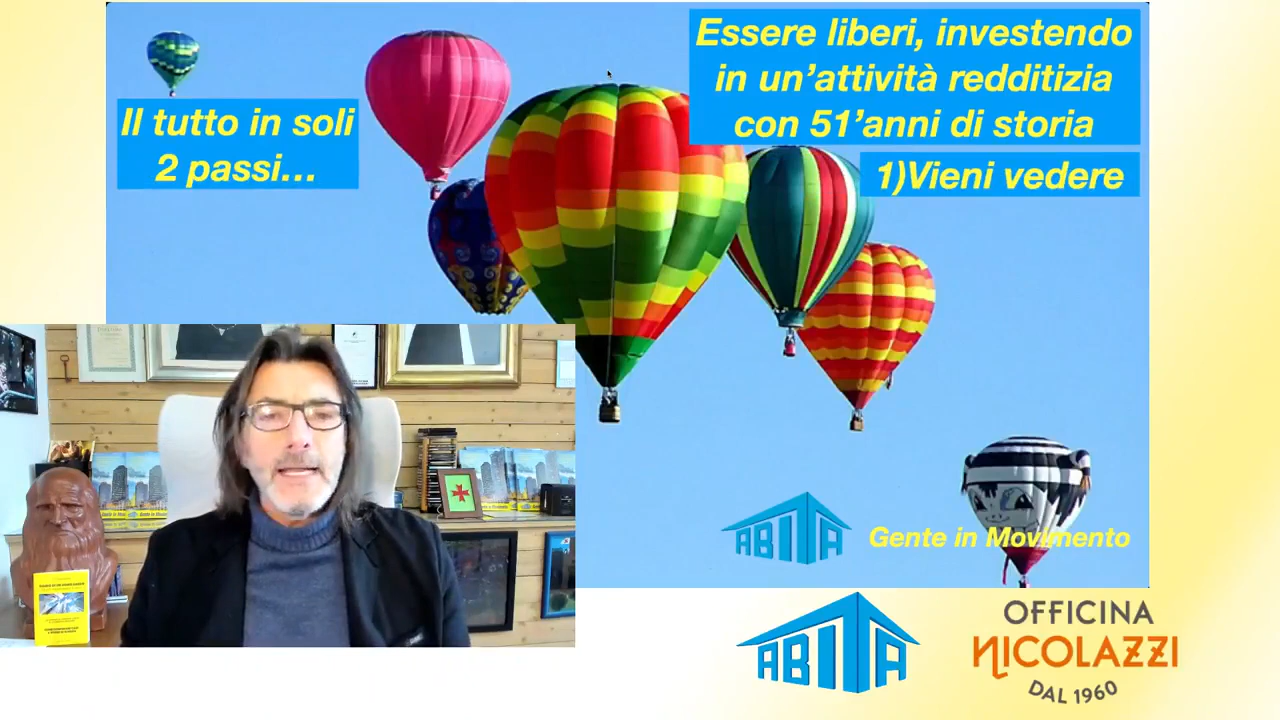 Essere liberi, investendo
in un'attività redditizia
con 51'anni di storia
1)Vieni vedere
Il tutto in soli
2 passi...
ABITA
Gente in Movimento
ABITA
OFFICINA
NICOLAZZI
DAL 1960